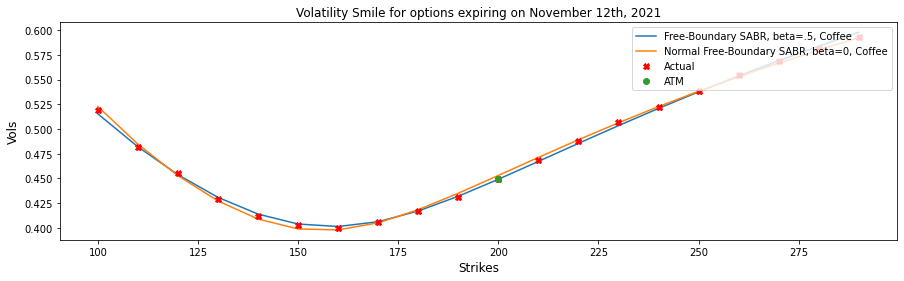 Volatility Smile for options expiring on November 12th, 2021
Free-Boundary SABR, beta=.5, Coffee
Normal Free-Boundary SABR, beta=0, Coffee
Actual
ATM
0.600
0.575
0.550
0.525
0.500
0.475
0.450
0.425
0.400
Vols
100
125
150
175
200
225
250
275
Strikes